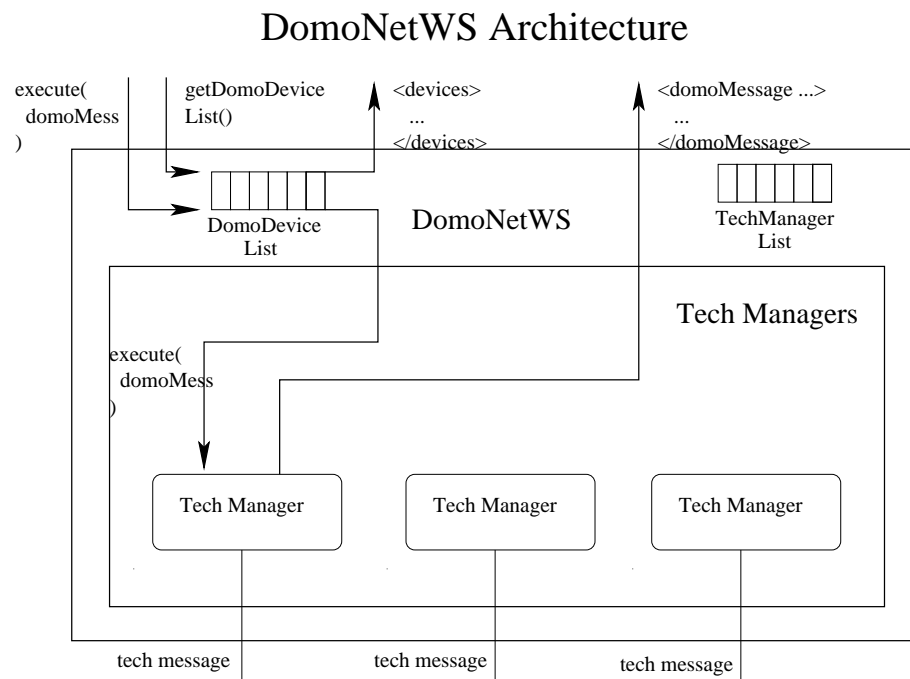 DomoNetWS Architecture
execute(
domoMess
)
getDomoDevice
List()
<devices>
...
</devices>
<domoMessage ...>
...
</domoMessage>
DomoDevice
List
DomoNetWS
TechManager
List
Tech Managers
execute(
domoMess
)
Tech Manager
Tech Manager
Tech Manager
tech message
tech message
tech message